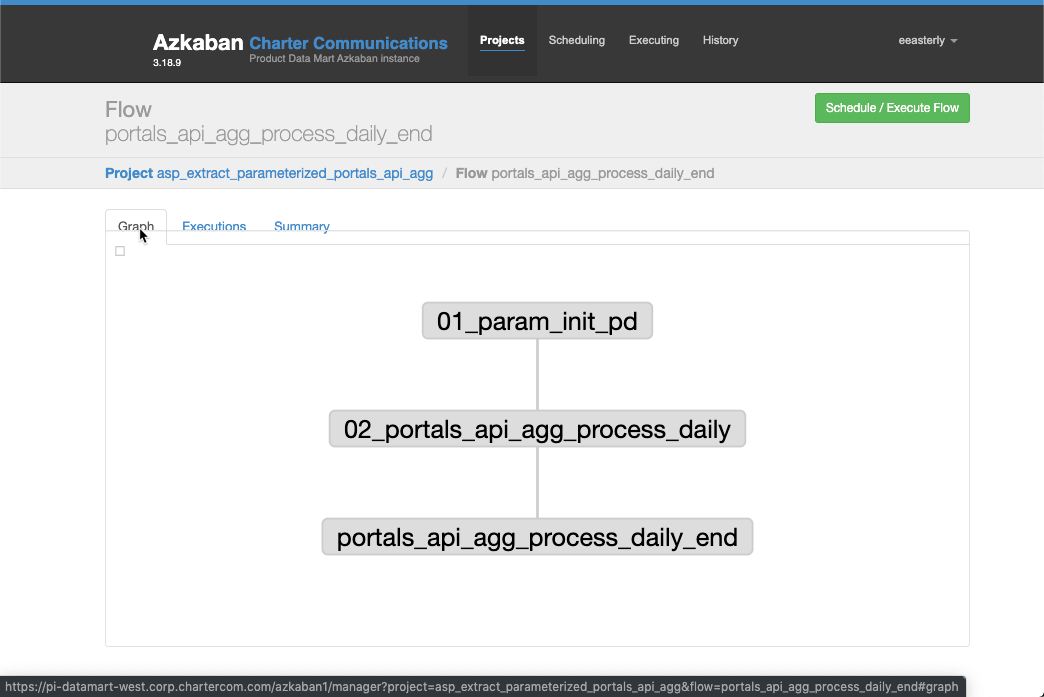 Azkaban Charter Communications
3.18.9 Product Data Mart Azkaban instance
Projects Scheduling Executing History eeasterly
Flow
portals_api_agg_process_daily_end
Schedule / Execute Flow
Project asp_extract_parameterized_portals_api_agg / Flow portals_api_agg_process_daily_end
Graph Executions Summary
01_param_init_pd
02_portals_api_agg_process_daily
portals_api_agg_process_daily_end
https://pi-datamart-west.corp.chartercom.com/azkaban1/manager?project=asp_extract_parameterized_portals_api_agg&flow=portals_api_agg_process_daily_end#graph